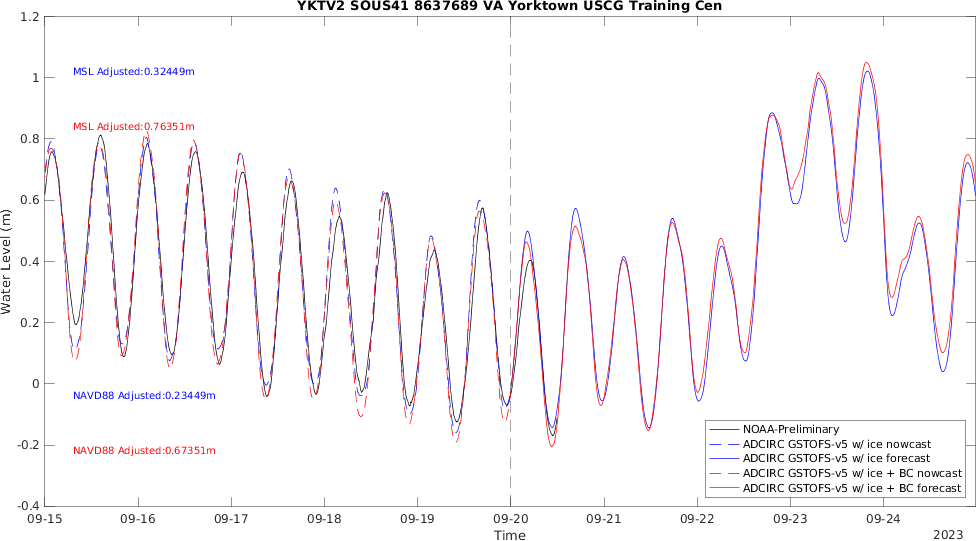 YKTV2 SOUS41 8637689 VA Yorktown USCG Training Cen
1.2
1
0.8
0.6
0.4
0.2
0
-0.2
-0.4
Water Level (m)
MSL Adjusted:0.32449m
MSL Adjusted:0.76351m
NAVD88 Adjusted:0.23449m
NAVD88 Adjusted:0.67351m
NOAA-Preliminary
ADCIRC GSTOFS-v5 w/ ice nowcast
ADCIRC GSTOFS-v5 w/ ice forecast
ADCIRC GSTOFS-v5 w/ ice + BC nowcast
ADCIRC GSTOFS-v5 w/ ice + BC forecast
09-15 09-16 09-17 09-18 09-19 09-20 09-21 09-22 09-23 09-24
Time
2023